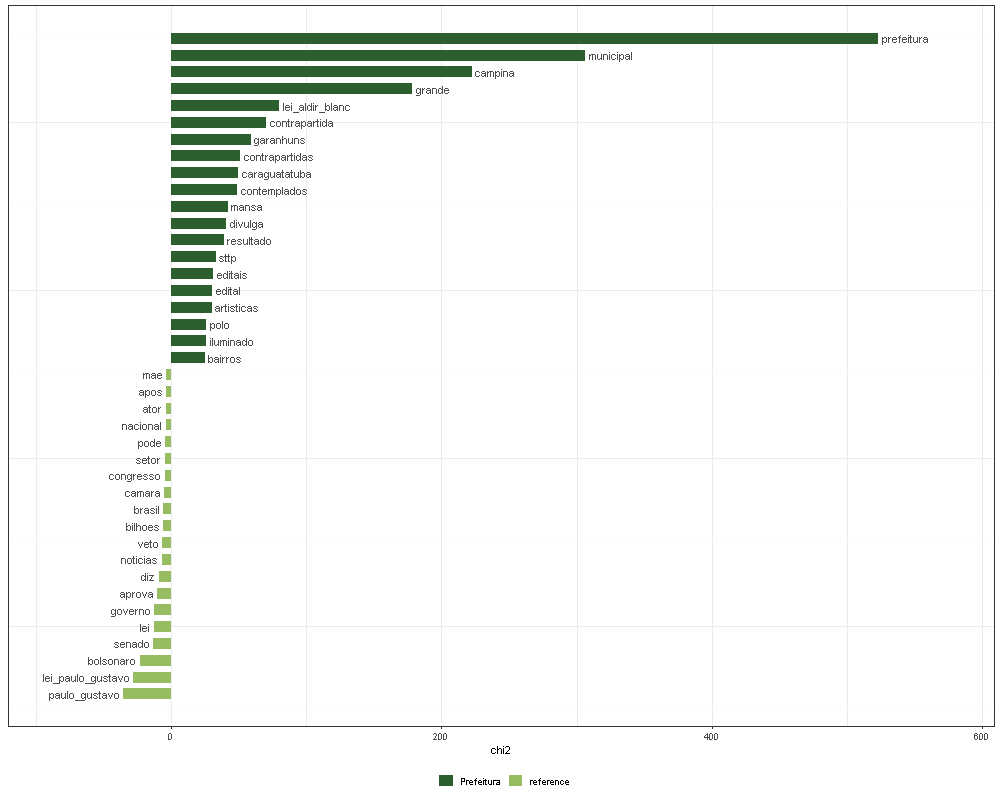 prefeitura
municipal
campina
grande
lei_aldir_blanc
contrapartida
garanhuns
contrapartidas
caraguatatuba
contemplados
mansa
divulga
resultado
sttp
editais
edital
artisticas
polo
iluminado
bairros
mae
apos
ator
nacional
pode
setor
congresso
camara
brasil
bilhoes
veto
noticias
diz
aprova
governo
lei
senado
bolsonaro
lei_paulo_gustavo
paulo_gustavo
0 200 400 600
chi2
Prefeitura reference